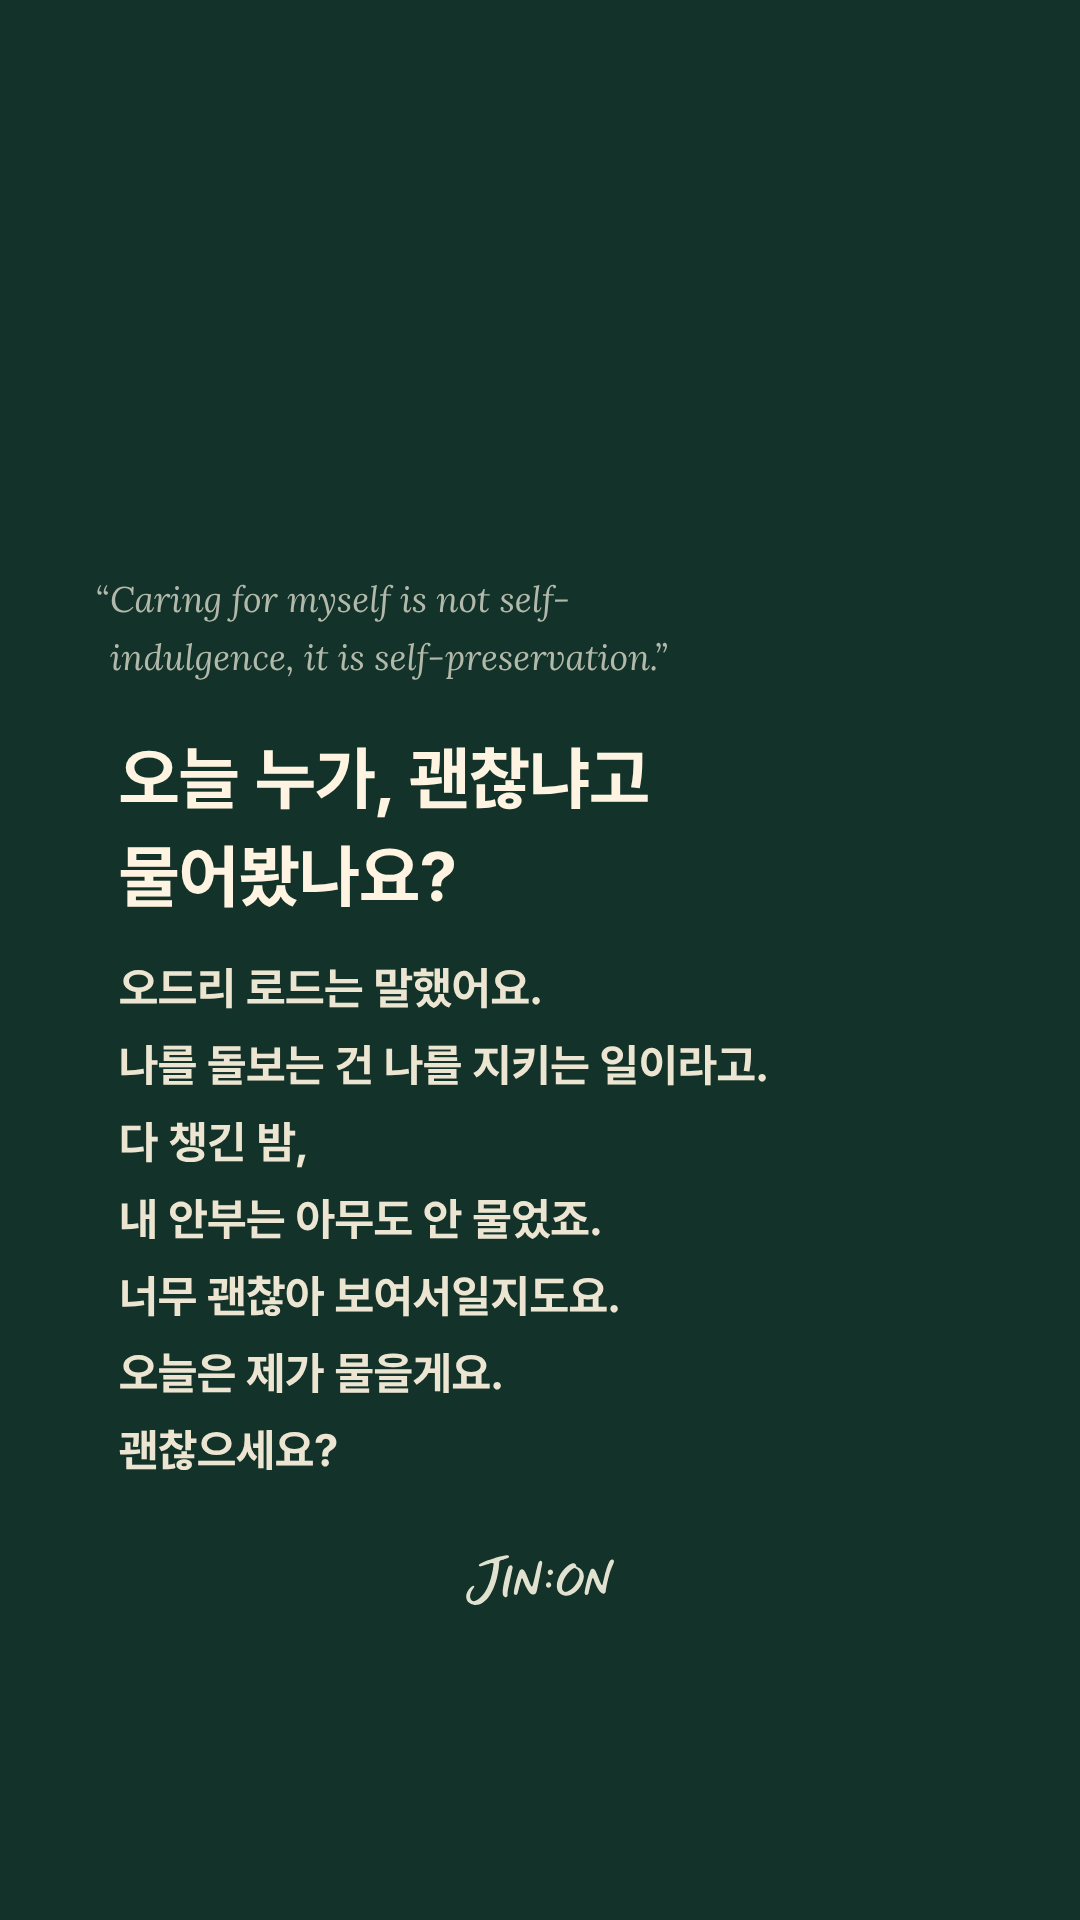 “Caring for myself is not self-
indulgence, it is self-preservation.”
오늘 누가, 괜찮냐고
물어봤나요?
오드리 로드는 말했어요.
나를 돌보는 건 나를 지키는 일이라고.
다 챙긴 밤,
내 안부는 아무도 안 물었죠.
너무 괜찮아 보여서일지도요.
오늘은 제가 물을게요.
괜찮으세요?
JIN:ON